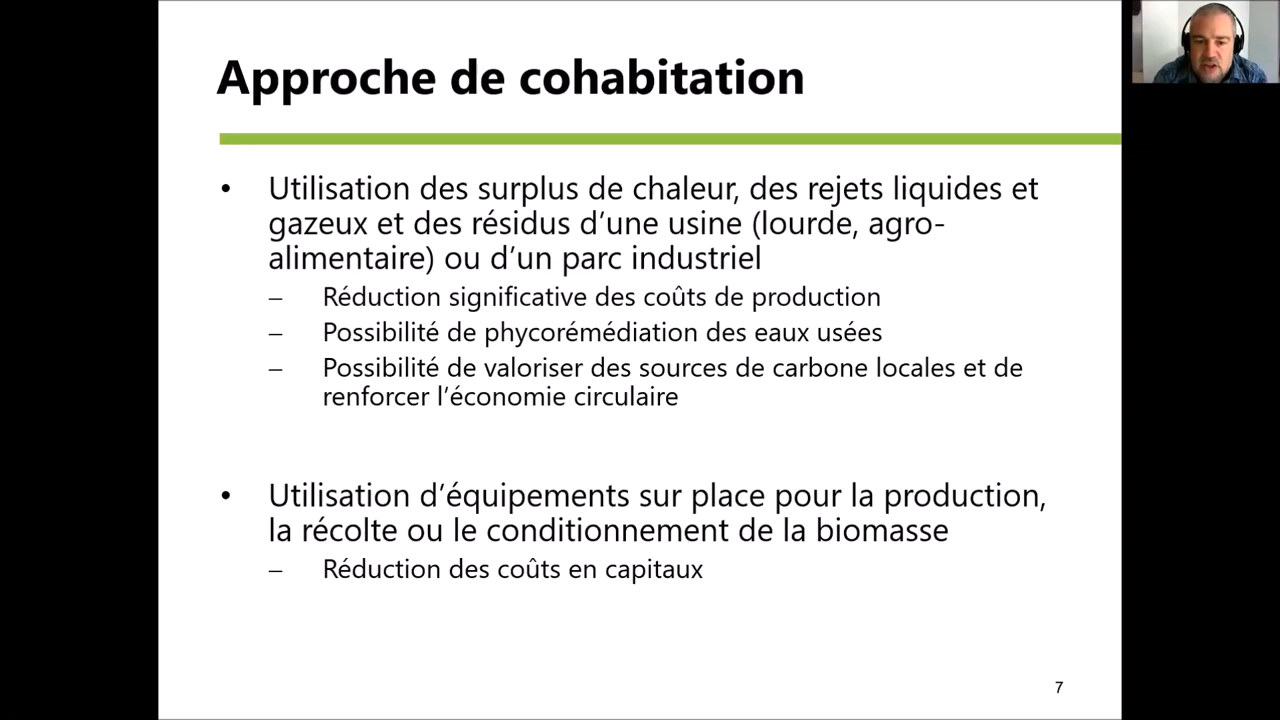 Approche de cohabitation
• Utilisation des surplus de chaleur, des rejets liquides et
gazeux et des résidus d’une usine (lourde, agro-
alimentaire) ou d’un parc industriel
– Réduction significative des coûts de production
– Possibilité de phycorémédiation des eaux usées
– Possibilité de valoriser des sources de carbone locales et de
renforcer l’économie circulaire
• Utilisation d’équipements sur place pour la production,
la récolte ou le conditionnement de la biomasse
– Réduction des coûts en capitaux
7